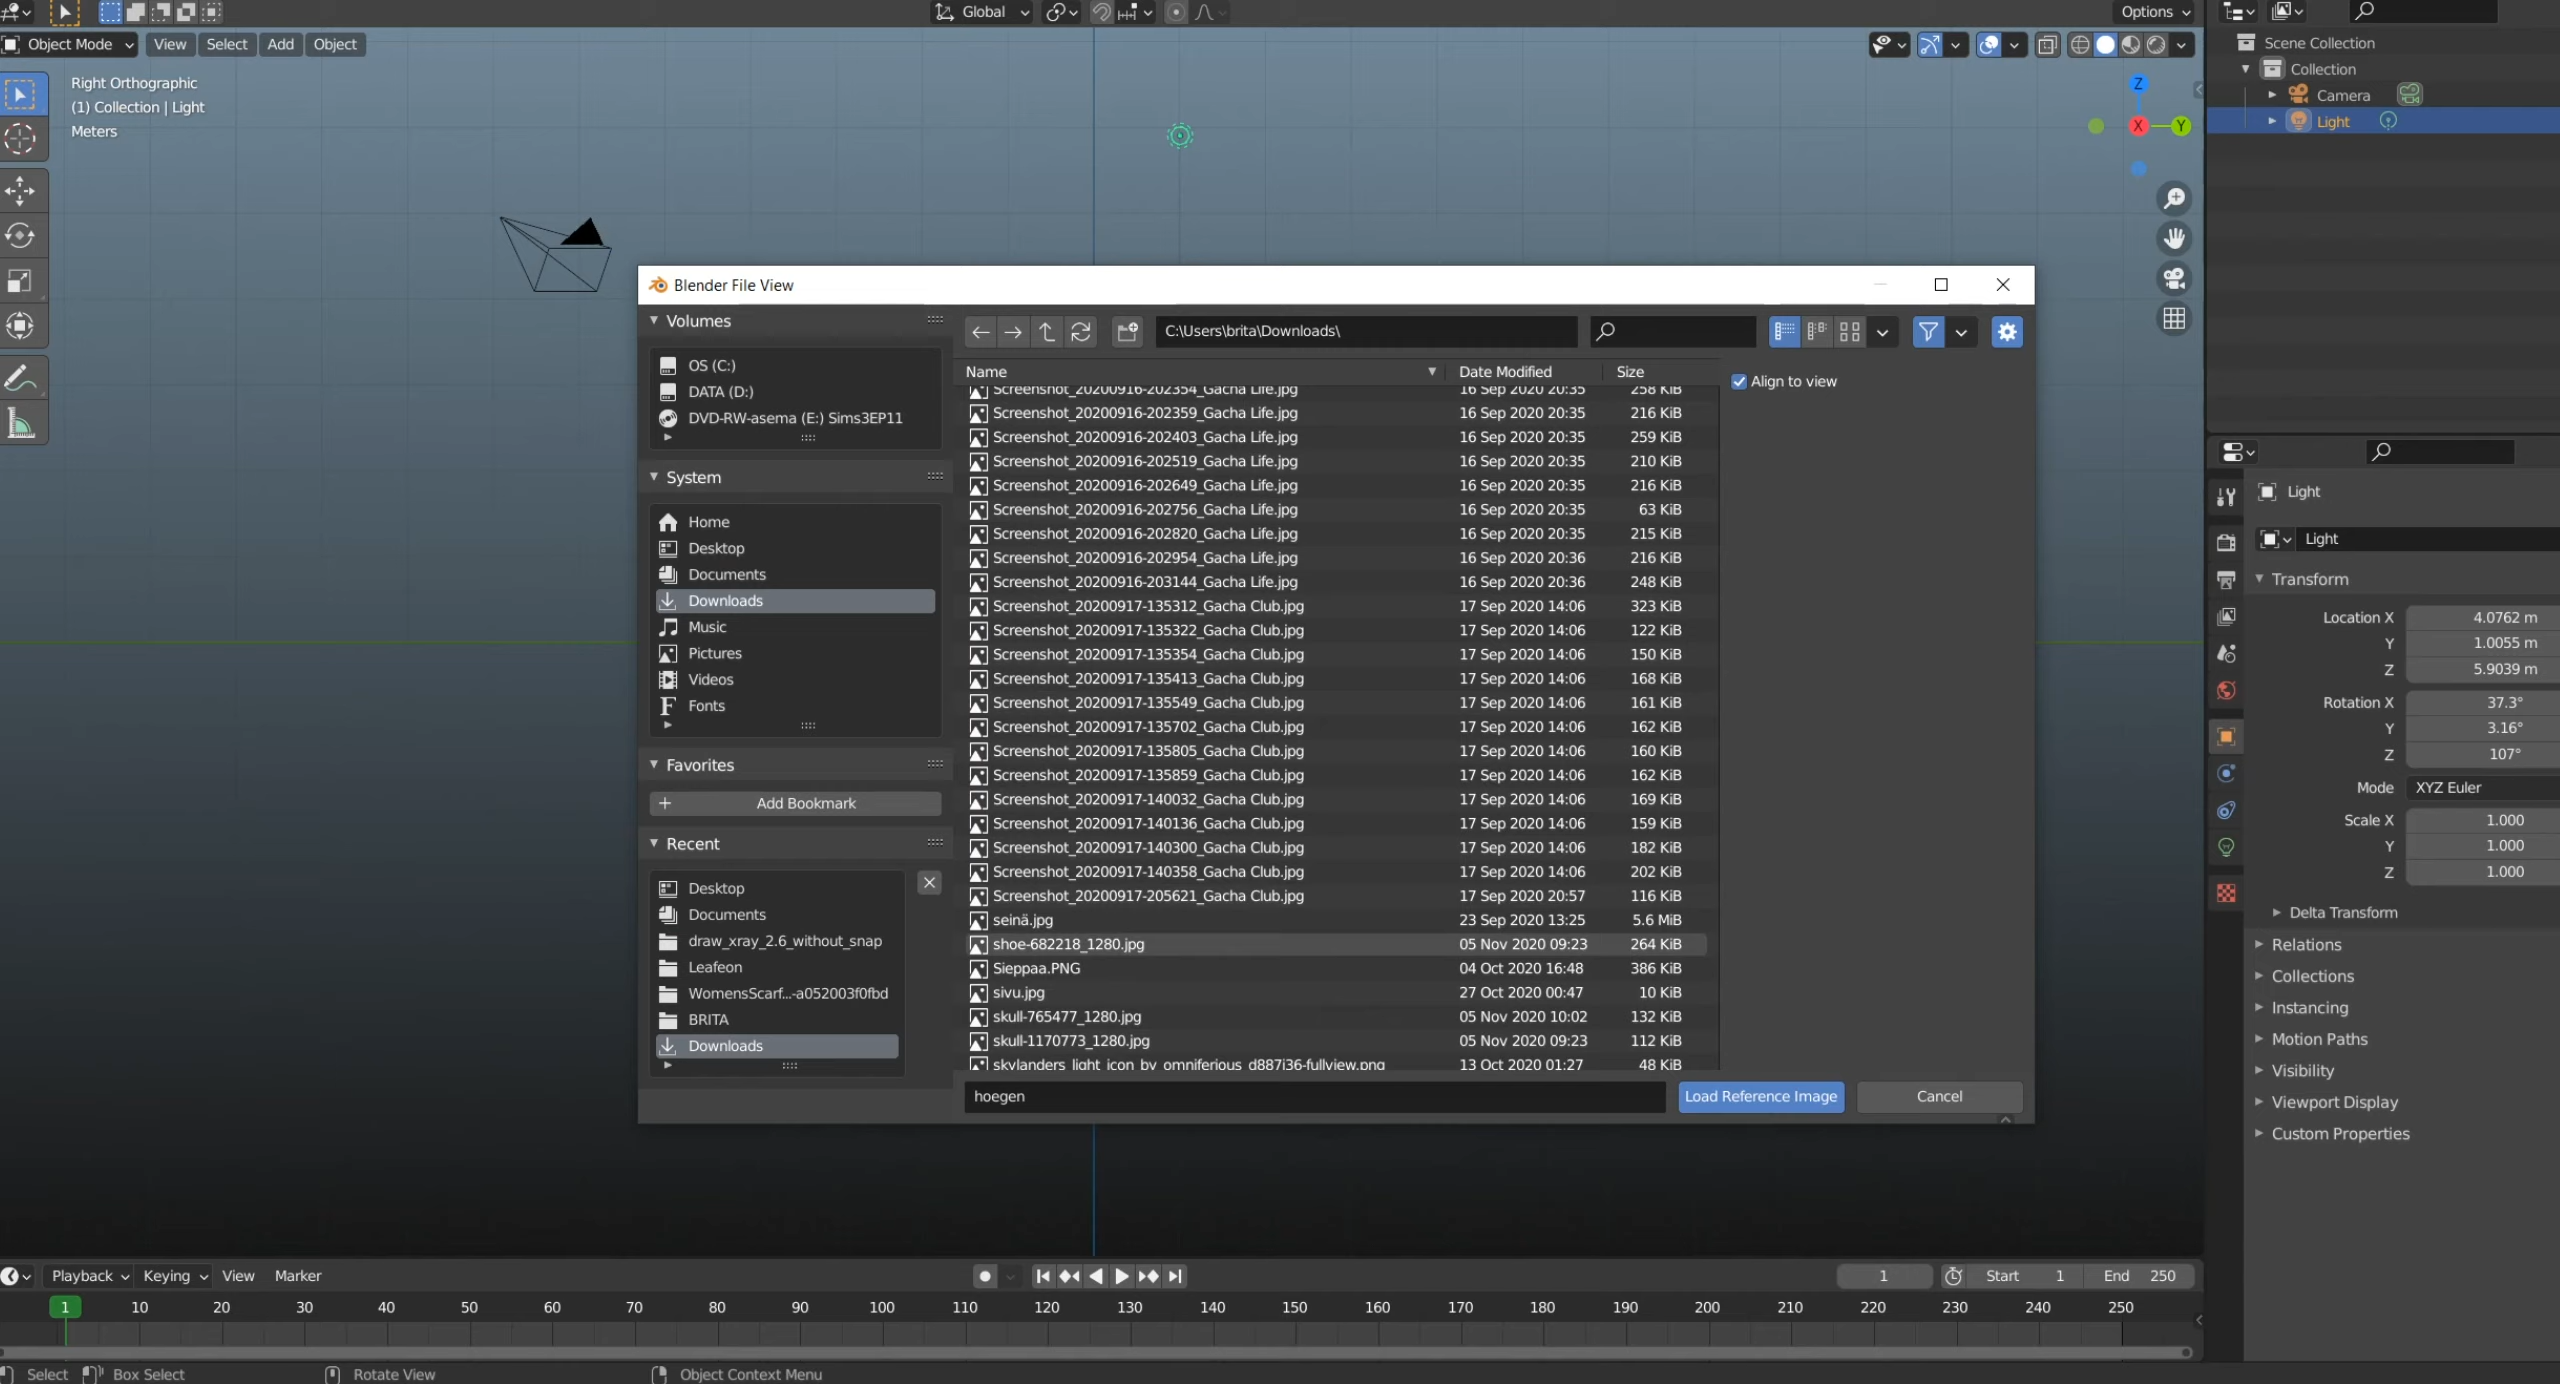 Global
Options
Object Mode View Select Add Object
Right Orthographic
(1) Collection | Light
Meters
Z
X
Y
Scene Collection
Collection
Camera
Light
Blender File View
Volumes
OS (C:)
DATA (D:)
DVD-RW-asema (E:) Sims3EP11
System
Home
Desktop
Documents
Downloads
Music
Pictures
Videos
Fonts
Favorites
Add Bookmark
Recent
Desktop
Documents
draw_xray_2.6_without_snap
Leafeon
WomensScarf...-a052003f0fbd
BRITA
Downloads
C:\Users\brita\Downloads\
Name Date Modified Size
Screenshot_20200916-202354_Gacha Life.jpg 16 Sep 2020 20:35 258 KiB
Screenshot_20200916-202359_Gacha Life.jpg 16 Sep 2020 20:35 216 KiB
Screenshot_20200916-202403_Gacha Life.jpg 16 Sep 2020 20:35 259 KiB
Screenshot_20200916-202519_Gacha Life.jpg 16 Sep 2020 20:35 210 KiB
Screenshot_20200916-202649_Gacha Life.jpg 16 Sep 2020 20:35 216 KiB
Screenshot_20200916-202756_Gacha Life.jpg 16 Sep 2020 20:35 63 KiB
Screenshot_20200916-202820_Gacha Life.jpg 16 Sep 2020 20:35 215 KiB
Screenshot_20200916-202954_Gacha Life.jpg 16 Sep 2020 20:36 216 KiB
Screenshot_20200916-203144_Gacha Life.jpg 16 Sep 2020 20:36 248 KiB
Screenshot_20200917-135312_Gacha Club.jpg 17 Sep 2020 14:06 323 KiB
Screenshot_20200917-135322_Gacha Club.jpg 17 Sep 2020 14:06 122 KiB
Screenshot_20200917-135354_Gacha Club.jpg 17 Sep 2020 14:06 150 KiB
Screenshot_20200917-135413_Gacha Club.jpg 17 Sep 2020 14:06 168 KiB
Screenshot_20200917-135549_Gacha Club.jpg 17 Sep 2020 14:06 161 KiB
Screenshot_20200917-135702_Gacha Club.jpg 17 Sep 2020 14:06 162 KiB
Screenshot_20200917-135805_Gacha Club.jpg 17 Sep 2020 14:06 160 KiB
Screenshot_20200917-135859_Gacha Club.jpg 17 Sep 2020 14:06 162 KiB
Screenshot_20200917-140032_Gacha Club.jpg 17 Sep 2020 14:06 169 KiB
Screenshot_20200917-140136_Gacha Club.jpg 17 Sep 2020 14:06 159 KiB
Screenshot_20200917-140300_Gacha Club.jpg 17 Sep 2020 14:06 182 KiB
Screenshot_20200917-140358_Gacha Club.jpg 17 Sep 2020 14:06 202 KiB
Screenshot_20200917-205621_Gacha Club.jpg 17 Sep 2020 20:57 116 KiB
seinä.jpg 23 Sep 2020 13:25 5.6 MiB
shoe-682218_1280.jpg 05 Nov 2020 09:23 264 KiB
Sieppaa.PNG 04 Oct 2020 16:48 386 KiB
sivu.jpg 27 Oct 2020 00:47 10 KiB
skull-765477_1280.jpg 05 Nov 2020 10:02 132 KiB
skull-1170773_1280.jpg 05 Nov 2020 09:23 112 KiB
skylanders_light_icon_by_omniferious_d887i36-fullview.png 13 Oct 2020 01:27 48 KiB
Align to view
hoegen
Load Reference Image
Cancel
Light
Light
Transform
Location X 4.0762 m
Y 1.0055 m
Z 5.9039 m
Rotation X 37.3°
Y 3.16°
Z 107°
Mode XYZ Euler
Scale X 1.000
Y 1.000
Z 1.000
Delta Transform
Relations
Collections
Instancing
Motion Paths
Visibility
Viewport Display
Custom Properties
Playback Keying View Marker
1 Start 1 End 250
1 10 20 30 40 50 60 70 80 90 100 110 120 130 140 150 160 170 180 190 200 210 220 230 240 250
Select Box Select Rotate View Object Context Menu